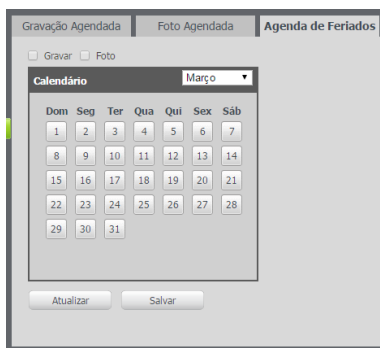 Gravação Agendada Foto Agendada Agenda de Feriados
Gravar Foto
Calendário Março
Dom Seg Ter Qua Qui Sex Sáb
1 2 3 4 5 6 7
8 9 10 11 12 13 14
15 16 17 18 19 20 21
22 23 24 25 26 27 28
29 30 31
Atualizar Salvar